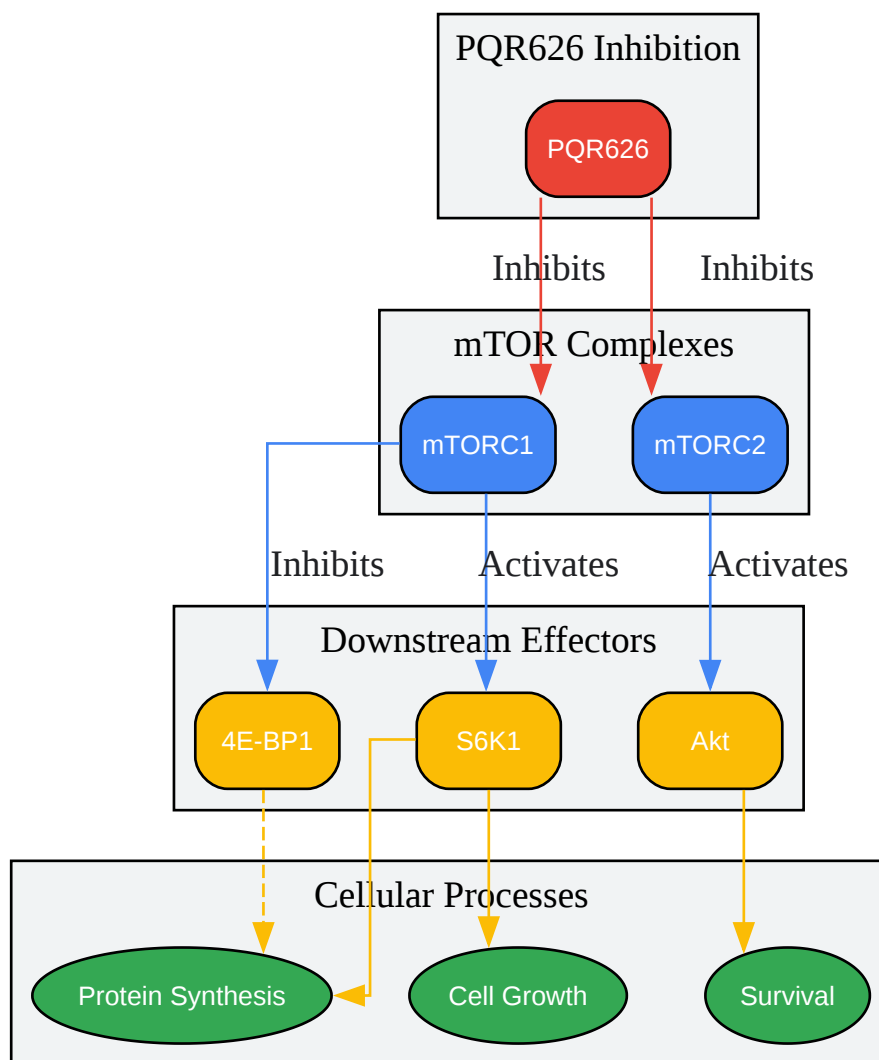 PQR626 Inhibition
PQR626
Inhibits Inhibits
mTOR Complexes
mTORC1 mTORC2
Inhibits Activates Activates
Downstream Effectors
4E-BP1 S6K1 Akt
Cellular Processes
Protein Synthesis Cell Growth Survival